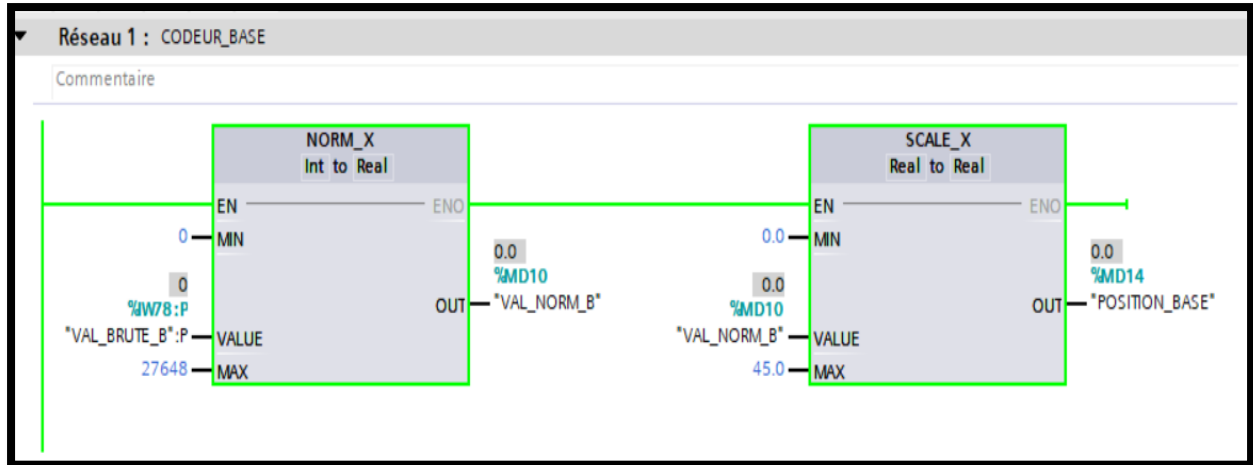 Réseau 1 : CODEUR_BASE
Commentaire
NORM_X
Int to Real
EN
ENO
0
MIN
0
%IW78:P
"VAL_BRUTE_B":P
VALUE
27648
MAX
OUT
0.0
%MD10
"VAL_NORM_B"
SCALE_X
Real to Real
EN
ENO
0.0
MIN
0.0
%MD10
"VAL_NORM_B"
VALUE
45.0
MAX
OUT
0.0
%MD14
"POSITION_BASE"